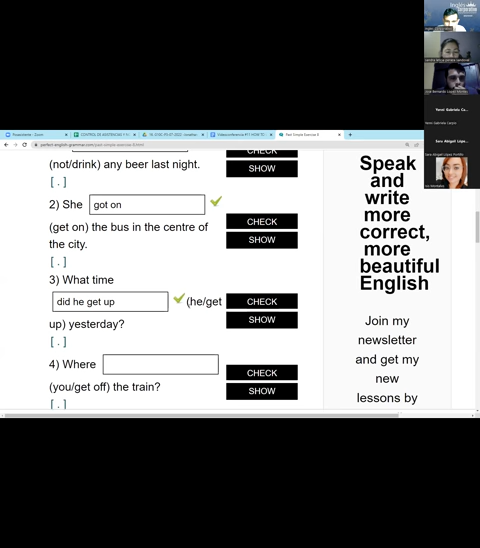 perfect-english-grammar.com/past-simple-exercise-8.html
CHECK
(not/drink) any beer last night.
SHOW
[ . ]
2) She got on
(get on) the bus in the centre of
the city.
CHECK
SHOW
[ . ]
3) What time
did he get up (he/get
up) yesterday?
CHECK
SHOW
[ . ]
4) Where
(you/get off) the train?
CHECK
SHOW
[ . ]
Speak
and
write
more
correct,
more
beautiful
English
Join my
newsletter
and get my
new
lessons by